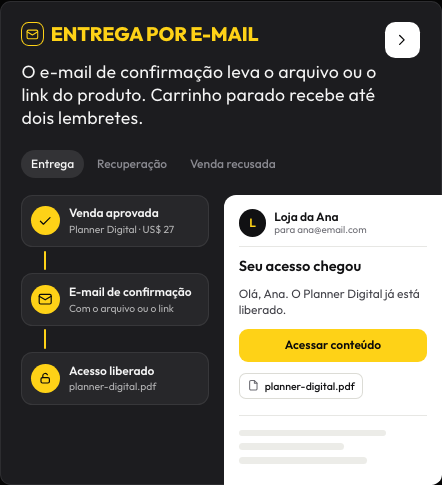 ENTREGA POR E-MAIL
O e-mail de confirmação leva o arquivo ou o
link do produto. Carrinho parado recebe até
dois lembretes.
Entrega
Recuperação
Venda recusada
Venda aprovada
Planner Digital · US$ 27
E-mail de confirmação
Com o arquivo ou o link
Acesso liberado
planner-digital.pdf
L
Loja da Ana
para ana@email.com
Seu acesso chegou
Olá, Ana. O Planner Digital já está
liberado.
Acessar conteúdo
planner-digital.pdf